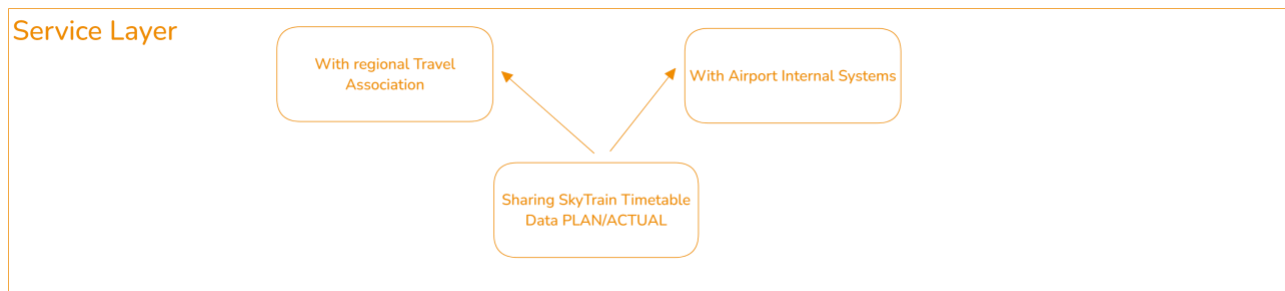 Service Layer
With regional Travel
Association
With Airport Internal Systems
Sharing SkyTrain Timetable
Data PLAN/ACTUAL